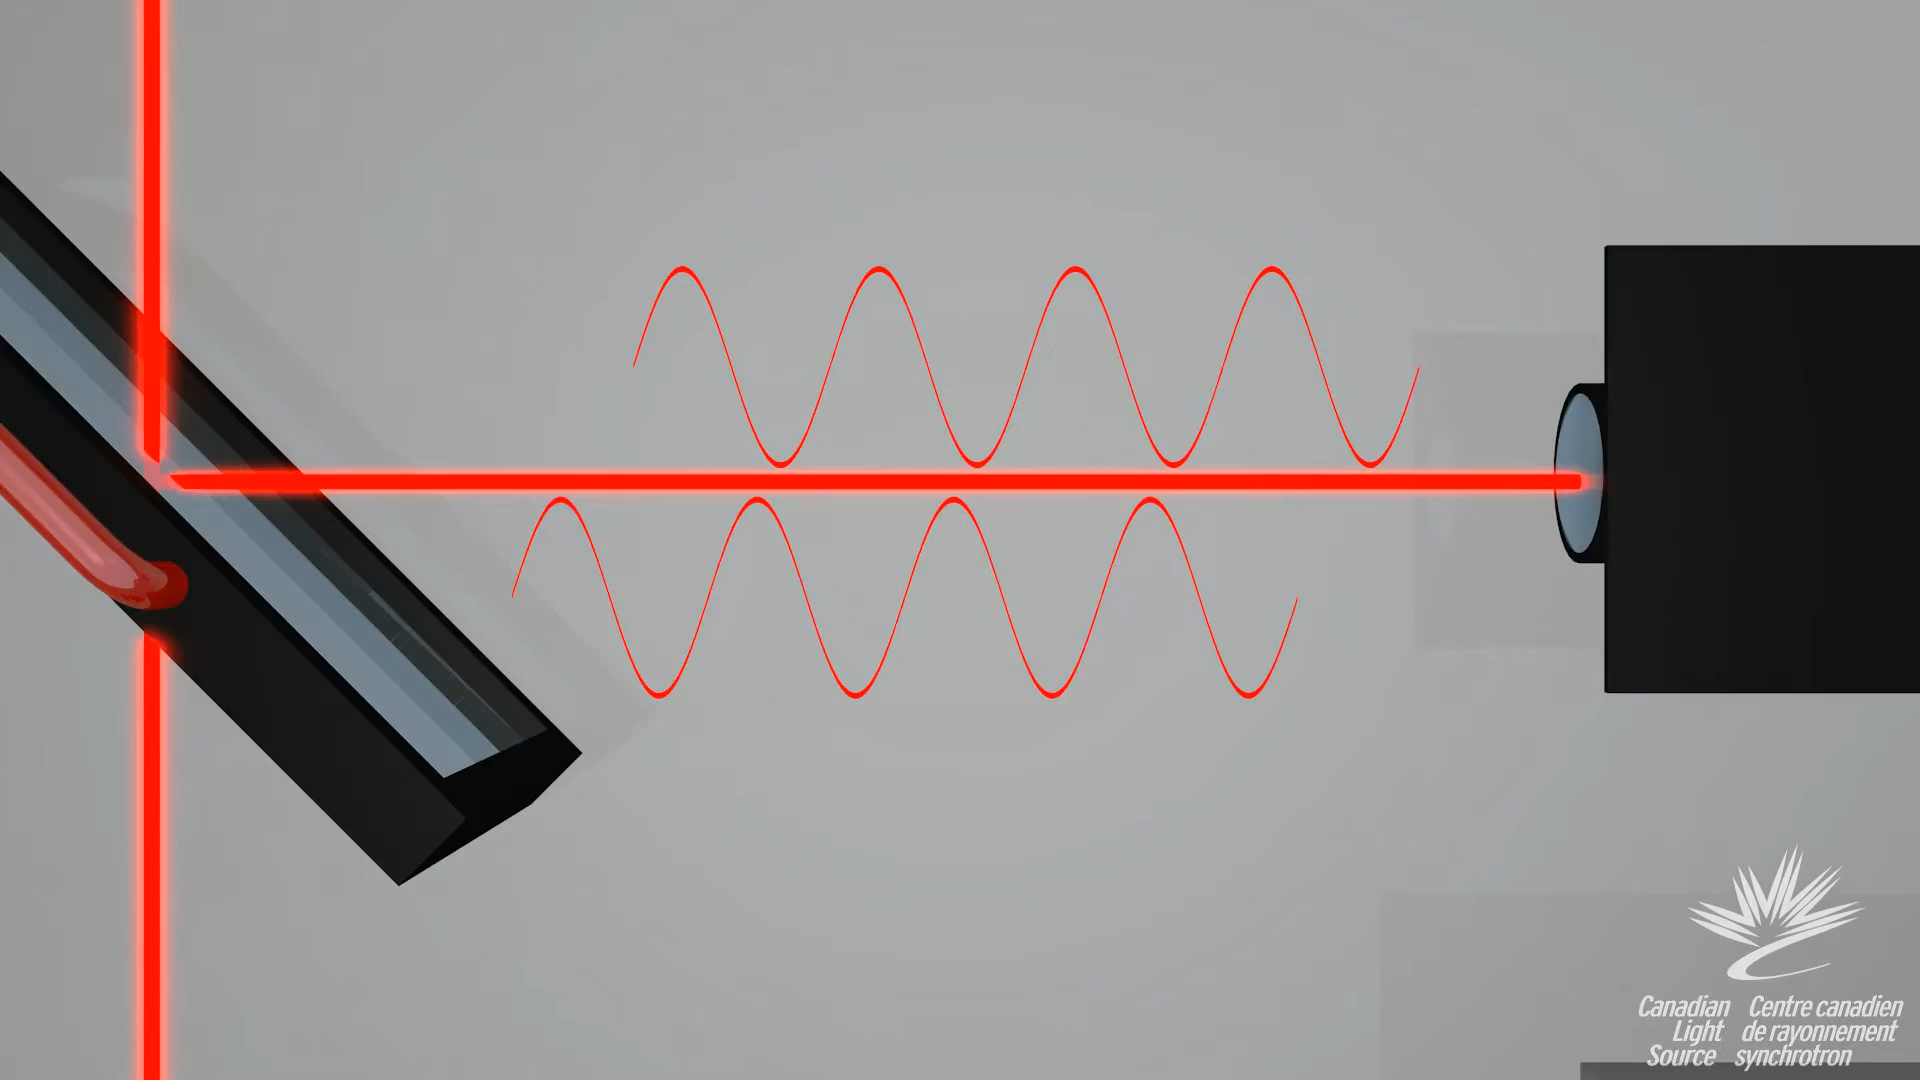 Canadian
Light
Source
Centre canadien
de rayonnement
synchrotron